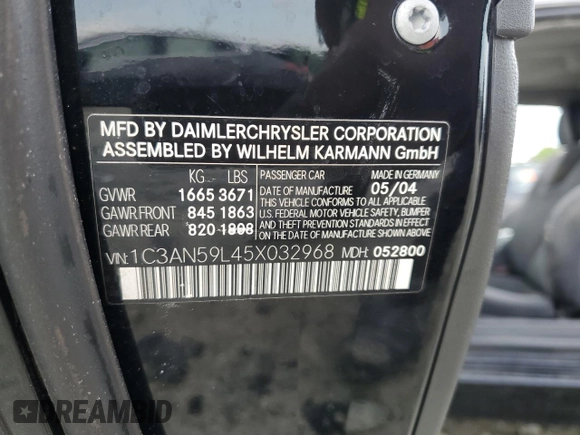 MFD BY DAIMLERCHRYSLER CORPORATION
ASSEMBLED BY WILHELM KARMANN GmbH
KG LBS
GVWR 1665 3671
GAWR FRONT 845 1863
GAWR REAR 820 1808
PASSENGER CAR MADE IN GERMANY
DATE OF MANUFACTURE 05/04
THIS VEHICLE CONFORMS TO ALL APPLICABLE
U.S. FEDERAL MOTOR VEHICLE SAFETY, BUMPER
AND THEFT PREVENTION STANDARDS IN EFFECT
ON THE DATE OF MANUFACTURE SHOWN ABOVE
VIN: 1C3AN59L45X032968 MDH: 052800
DREAMBID